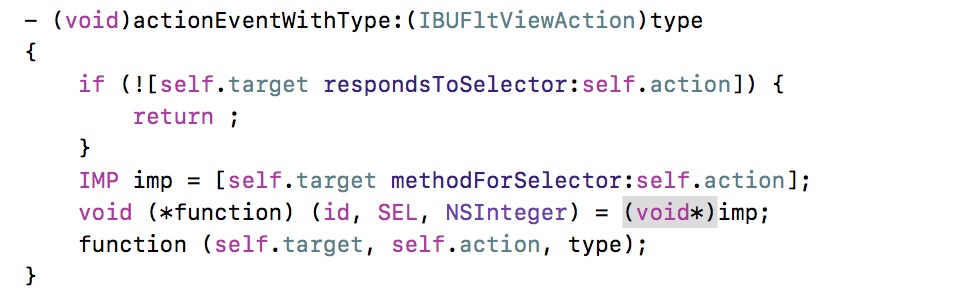 - (void)actionEventWithType:(IBUFltViewAction)type
{
    if (![self.target respondsToSelector:self.action]) {
        return ;
    }
    IMP imp = [self.target methodForSelector:self.action];
    void (*function) (id, SEL, NSInteger) = (void*)imp;
    function (self.target, self.action, type);
}